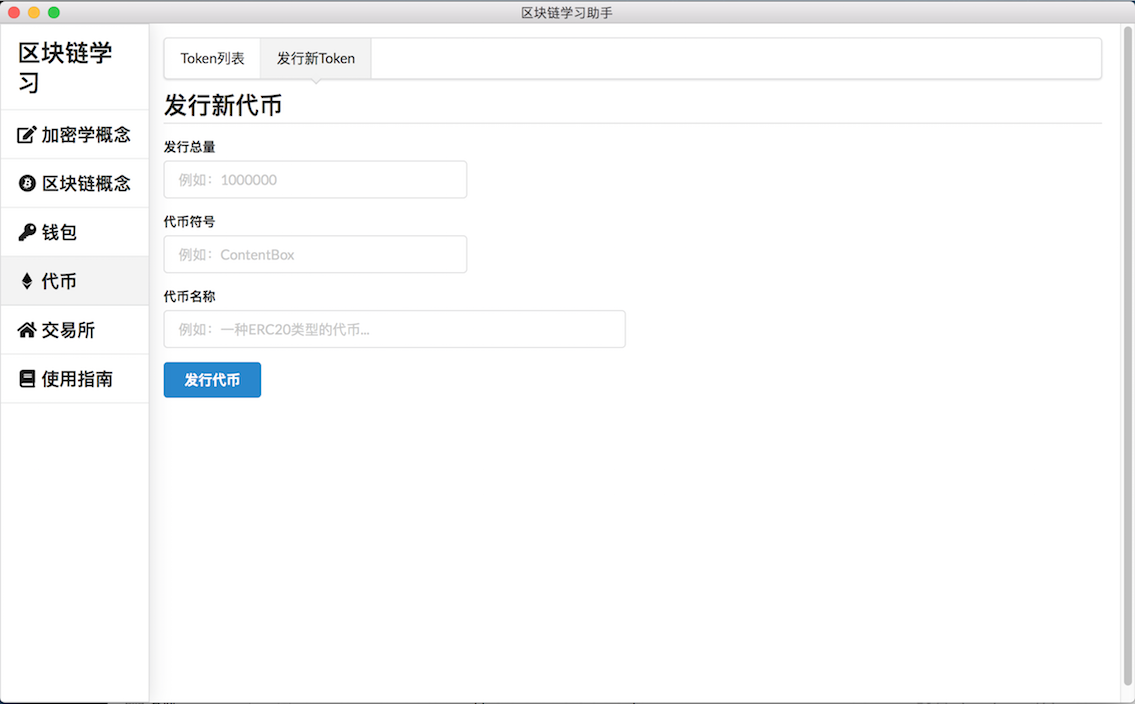 区块链学习助手
区块链学
习
加密学概念
区块链概念
钱包
代币
交易所
使用指南
Token列表
发行新Token
发行新代币
发行总量
例如：1000000
代币符号
例如：ContentBox
代币名称
例如：一种ERC20类型的代币...
发行代币